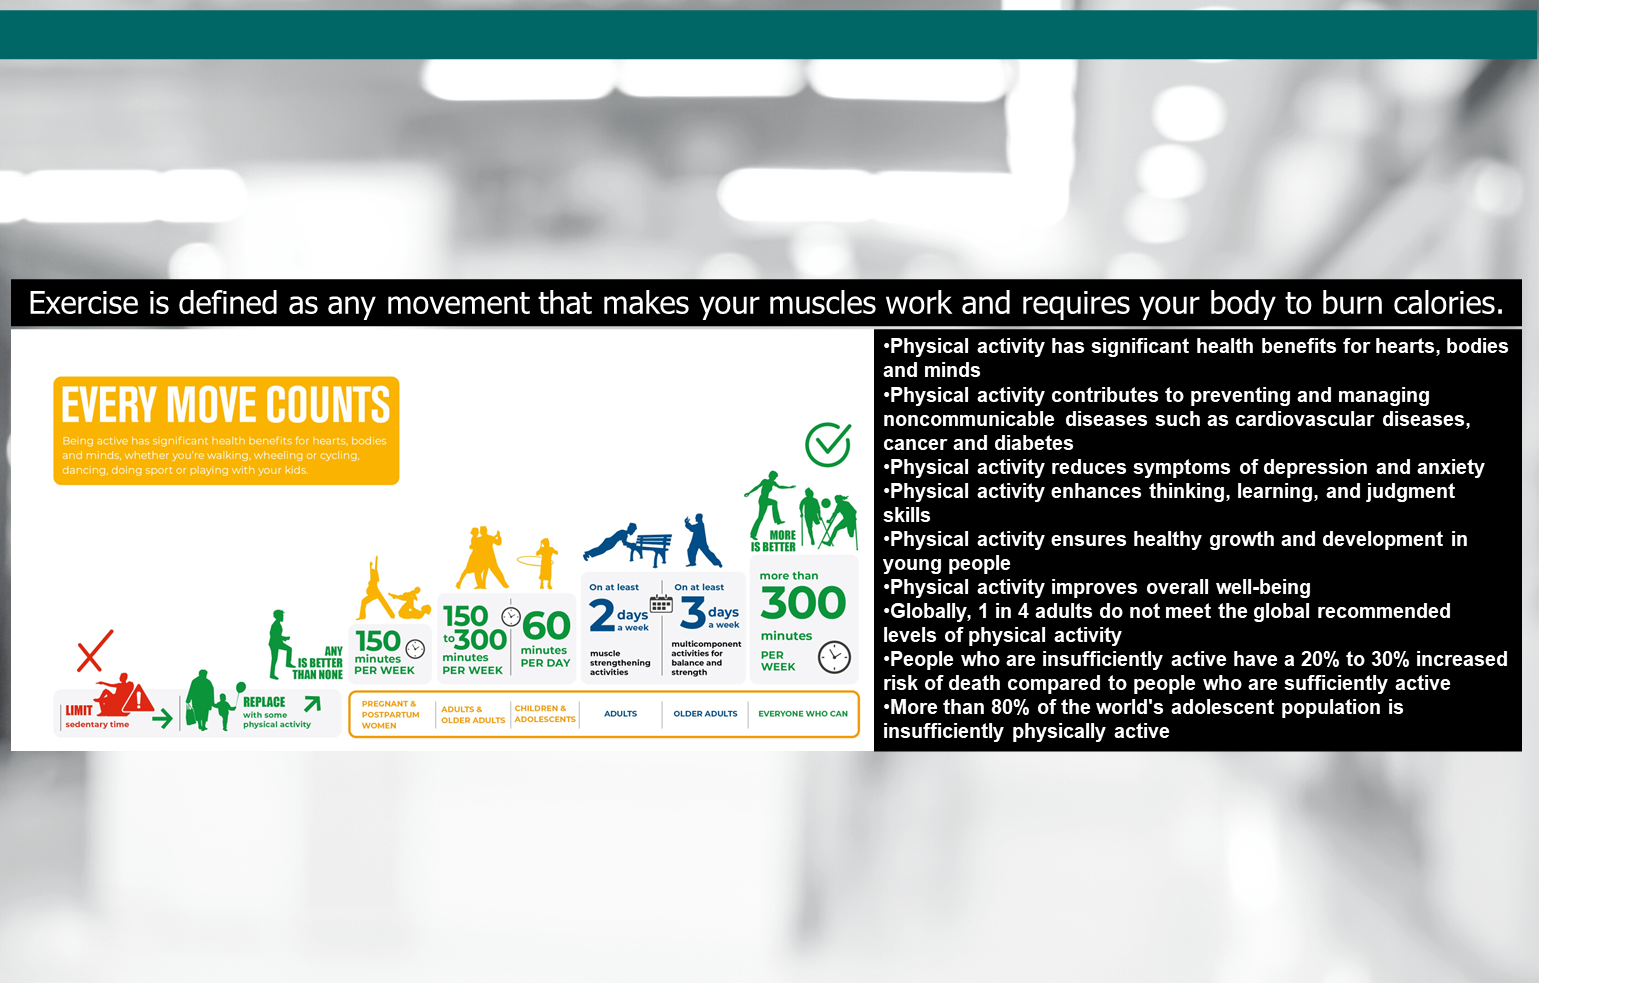 Exercise is defined as any movement that makes your muscles work and requires your body to burn calories.
EVERY MOVE COUNTS
Being active has significant health benefits for hearts, bodies
and minds, whether you're walking, wheeling or cycling,
dancing, doing sport or playing with your kids.
LIMIT
sedentary time
REPLACE
with some
physical activity
ANY
IS BETTER
THAN NONE
150
minutes
PER WEEK
PREGNANT &
POSTPARTUM
WOMEN
150
to300
minutes
PER WEEK
ADULTS &
OLDER ADULTS
60
minutes
PER DAY
CHILDREN &
ADOLESCENTS
On at least
2 days
a week
muscle
strengthening
activities
ADULTS
On at least
3 days
a week
multicomponent
activities for
balance and
strength
OLDER ADULTS
MORE
IS BETTER
more than
300
minutes
PER
WEEK
EVERYONE WHO CAN
•Physical activity has significant health benefits for hearts, bodies
and minds
•Physical activity contributes to preventing and managing
noncommunicable diseases such as cardiovascular diseases,
cancer and diabetes
•Physical activity reduces symptoms of depression and anxiety
•Physical activity enhances thinking, learning, and judgment
skills
•Physical activity ensures healthy growth and development in
young people
•Physical activity improves overall well-being
•Globally, 1 in 4 adults do not meet the global recommended
levels of physical activity
•People who are insufficiently active have a 20% to 30% increased
risk of death compared to people who are sufficiently active
•More than 80% of the world's adolescent population is
insufficiently physically active